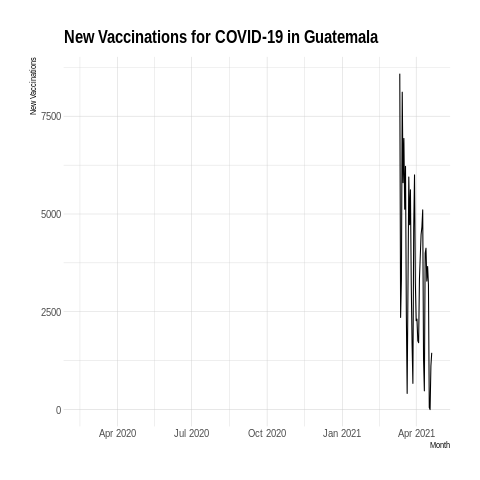 New Vaccinations for COVID-19 in Guatemala
New Vaccinations
7500
5000
2500
0
Apr 2020 Jul 2020 Oct 2020 Jan 2021 Apr 2021
Month